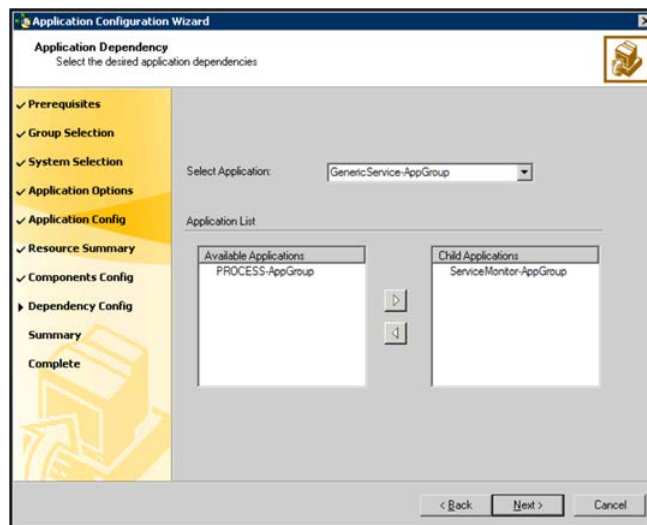 Application Configuration Wizard
Application Dependency
Select the desired application dependencies
Prerequisites
Group Selection
System Selection
Application Options
Application Config
Resource Summary
Components Config
Dependency Config
Summary
Complete
Select Application: GenericService-AppGroup
Application List
Available Applications
PROCESS-AppGroup
Child Applications
ServiceMonitor-AppGroup
< Back Next > Cancel